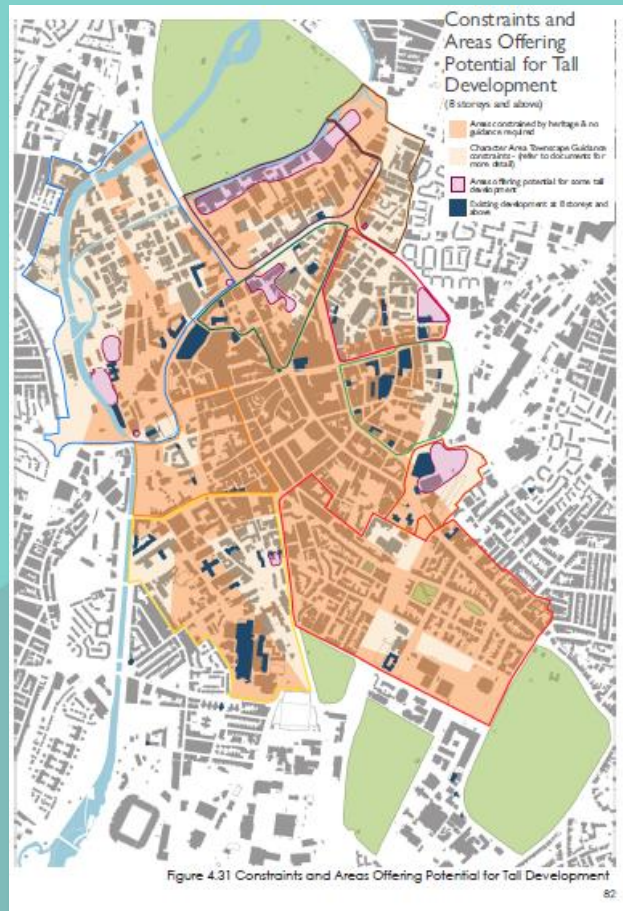 Constraints and
Areas Offering
Potential for Tall
Development
(8 storeys and above)
Areas constrained by heritage & no
guidance required
Character Area Townscape Guidance
constraints - (refer to documents for
more detail)
Areas offering potential for some tall
development
Existing development at 8 storeys and
above
Figure 4.31 Constraints and Areas Offering Potential for Tall Development
82